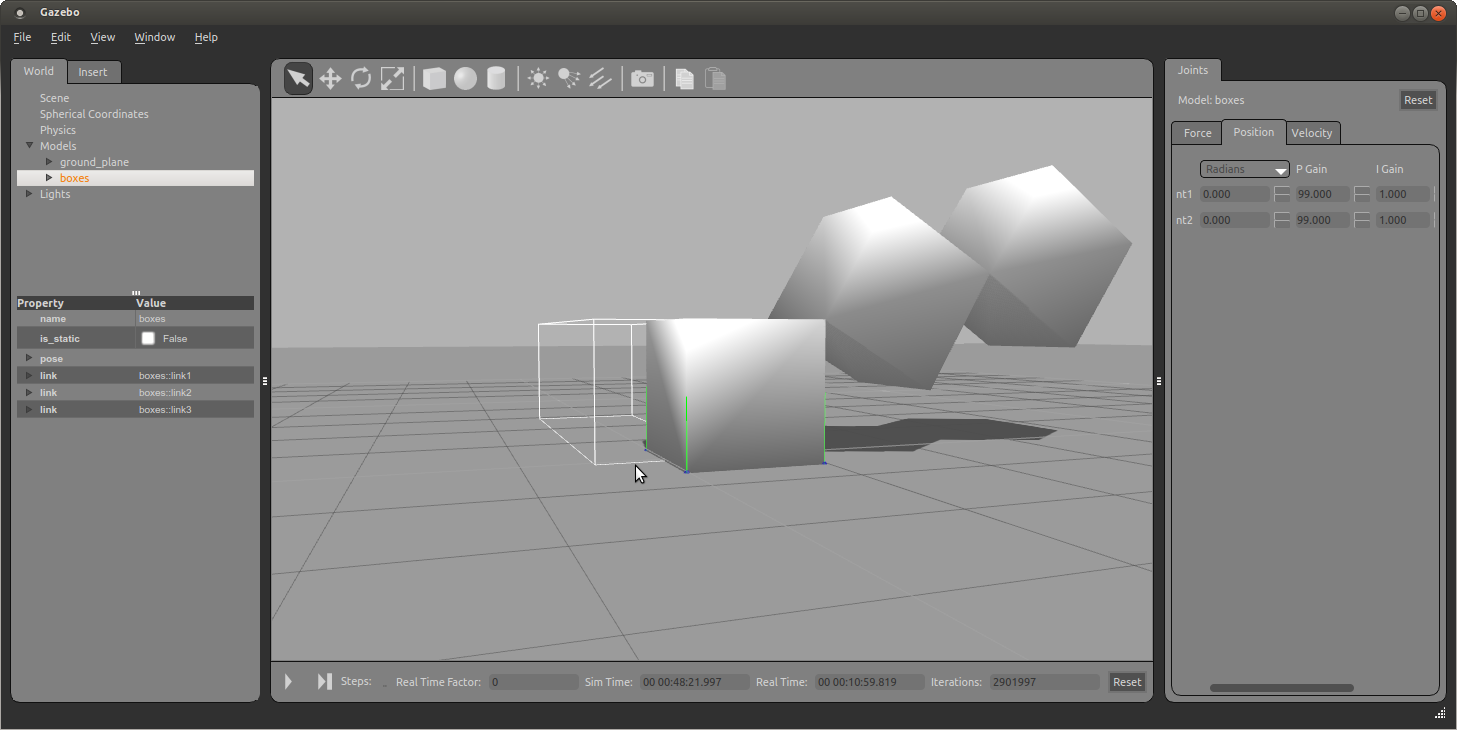 Gazebo
File Edit View Window Help
World Insert
Scene
Spherical Coordinates
Physics
Models
ground_plane
boxes
Lights
Property Value
name boxes
is_static False
pose
link boxes::link1
link boxes::link2
link boxes::link3
Steps: Real Time Factor: 0 Sim Time: 00 00:48:21.997 Real Time: 00 00:10:59.819 Iterations: 2901997 Reset
Joints
Model: boxes Reset
Force Position Velocity
Radians P Gain I Gain
nt1 0.000 99.000 1.000
nt2 0.000 99.000 1.000